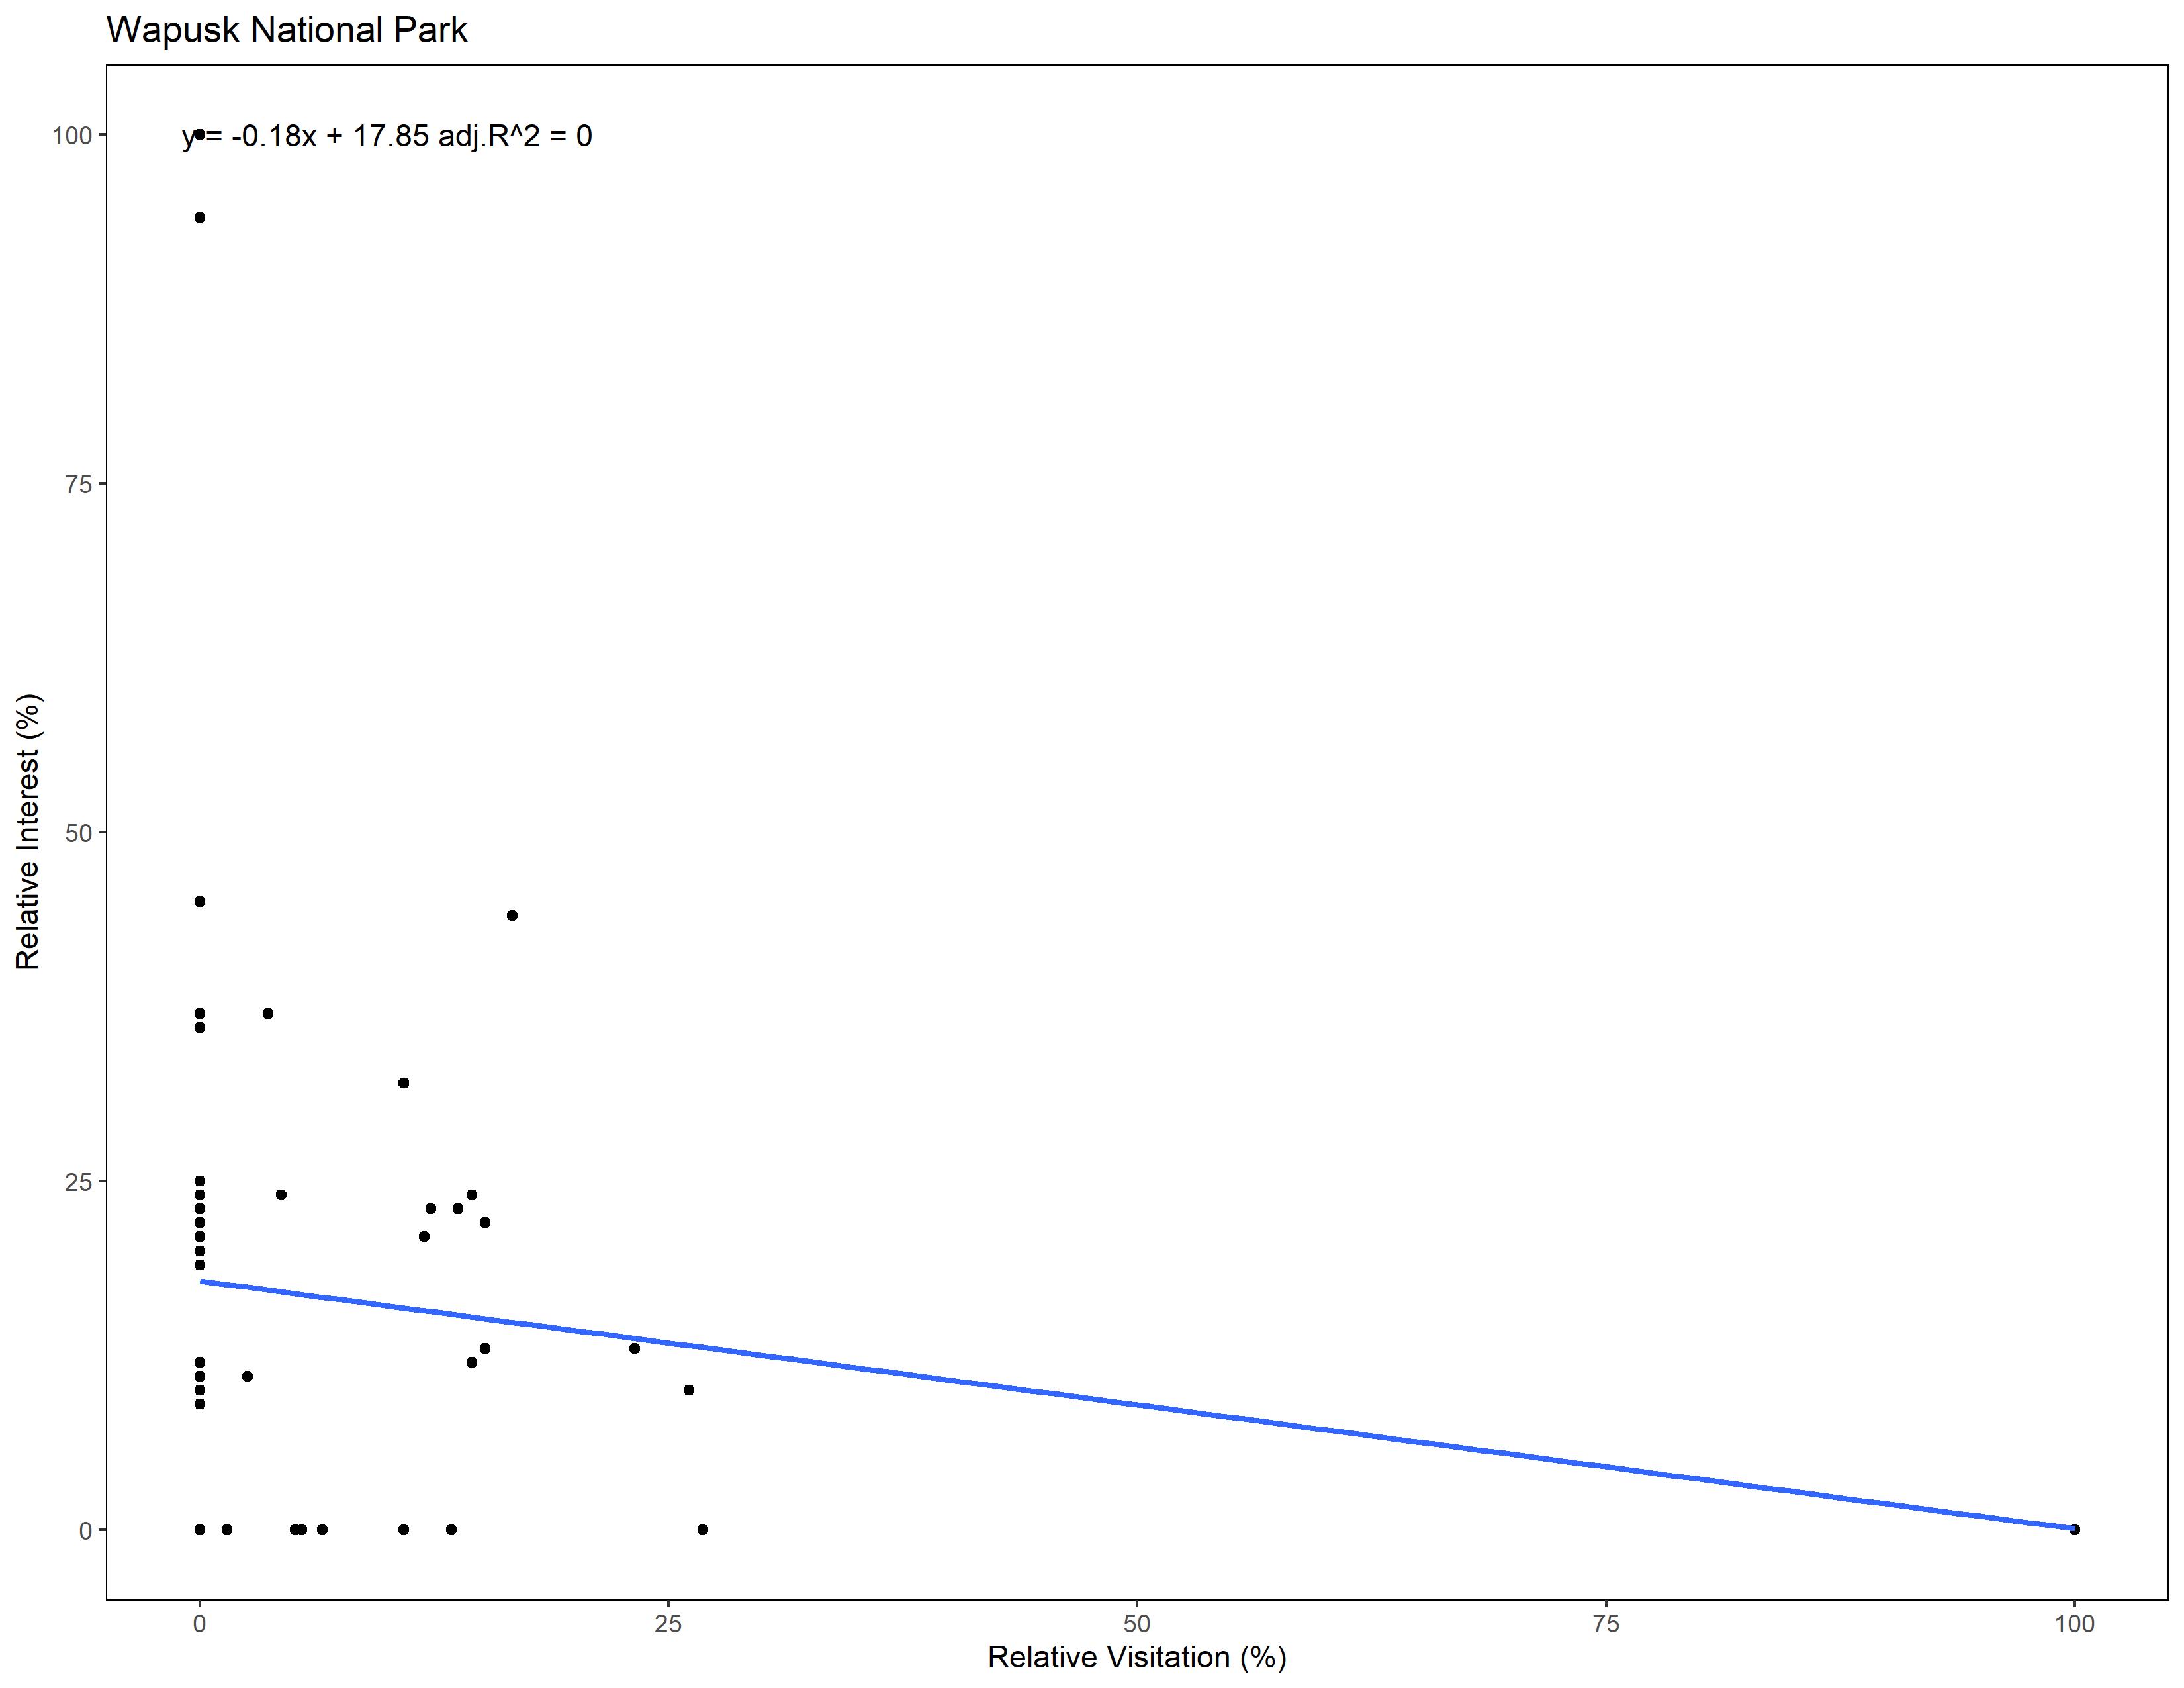 Wapusk National Park
y = -0.18x + 17.85 adj.R^2 = 0
100
75
50
25
0
Relative Interest (%)
0 25 50 75 100
Relative Visitation (%)